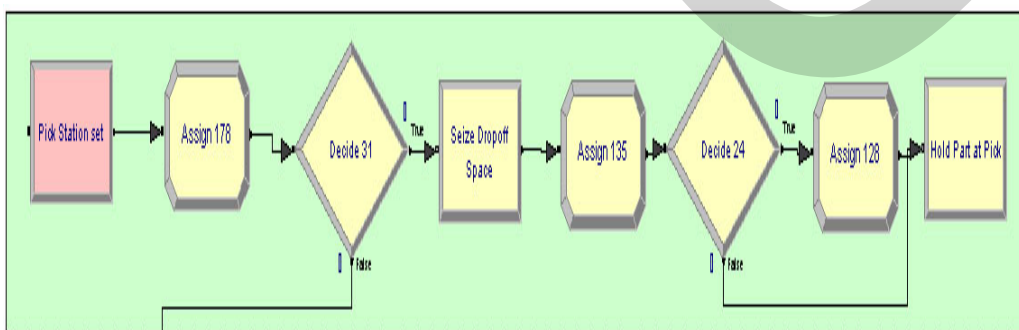 Pick Station set
Assign 178
Decide 31
True
False
Seize Dropoff
Space
Assign 135
Decide 24
True
False
Assign 128
Hold Part at Pick